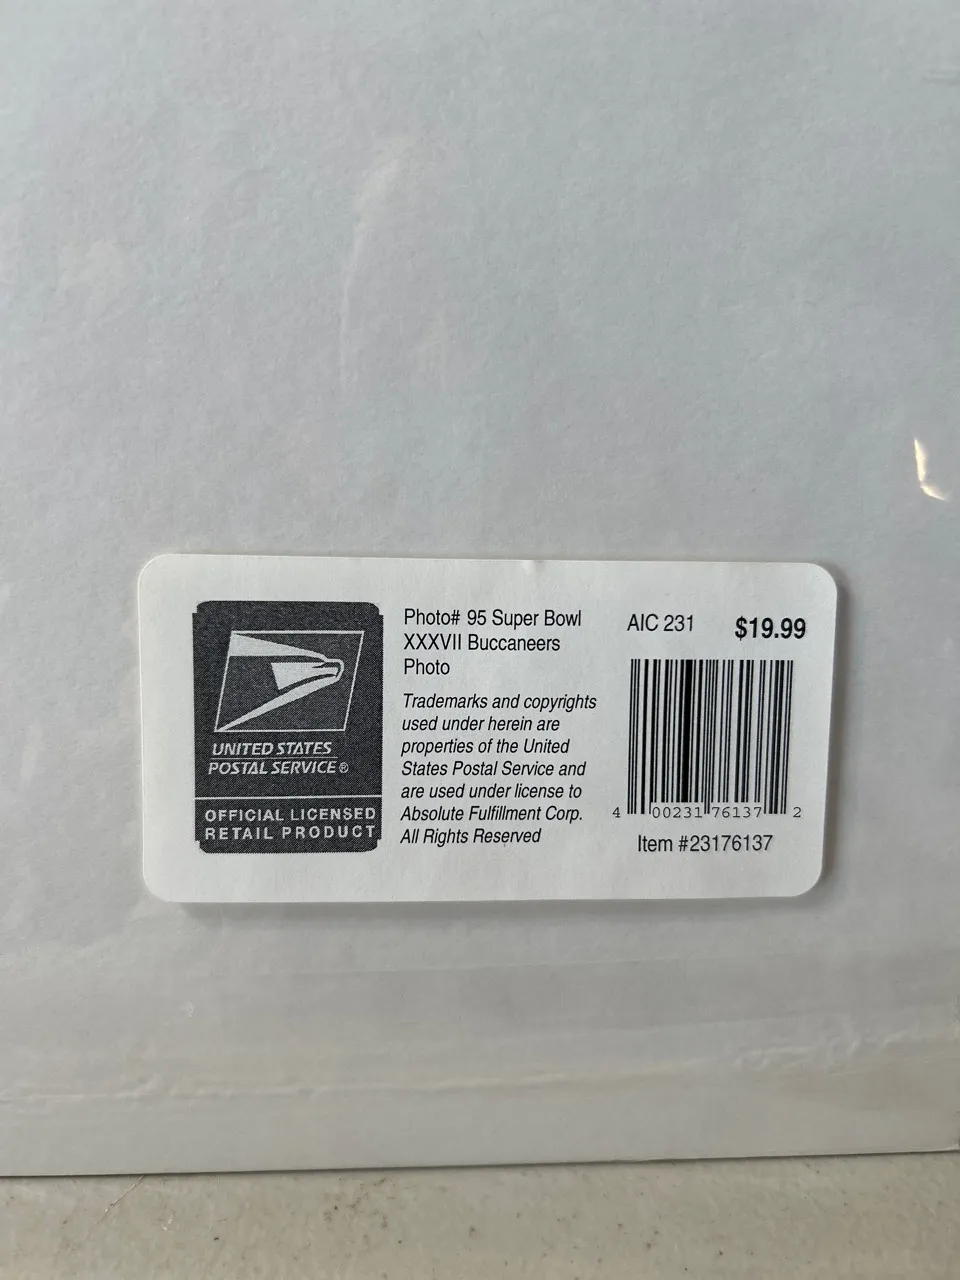 UNITED STATES
POSTAL SERVICE®
OFFICIAL LICENSED
RETAIL PRODUCT
Photo# 95 Super Bowl
XXXVII Buccaneers
Photo
Trademarks and copyrights
used under herein are
properties of the United
States Postal Service and
are used under license to
Absolute Fulfillment Corp.
All Rights Reserved
AIC 231
$19.99
4 00231 76137 2
Item #23176137